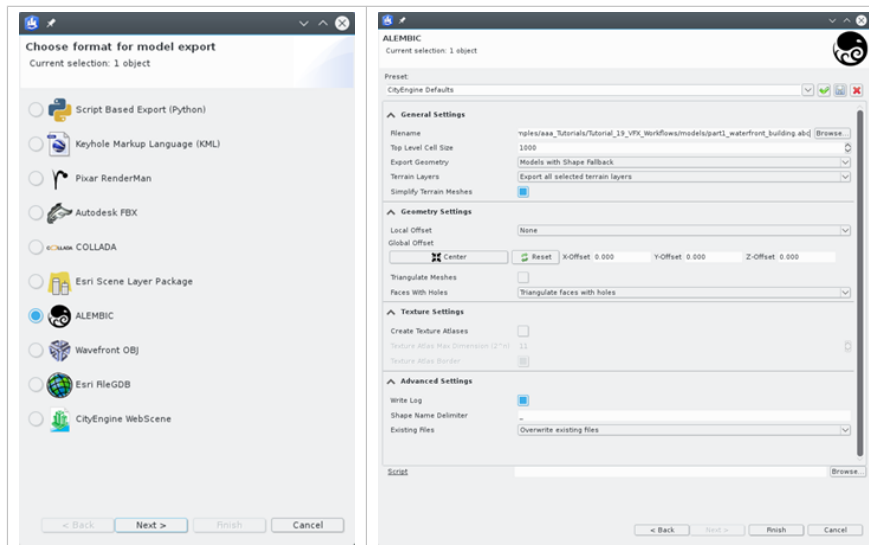 Choose format for model export
Current selection: 1 object
Script Based Export (Python)
Keyhole Markup Language (KML)
Pixar RenderMan
Autodesk FBX
COLLADA COLLADA
Esri Scene Layer Package
ALEMBIC
Wavefront OBJ
Esri FileGDB
CityEngine WebScene
< Back Next > Finish Cancel
ALEMBIC
Current selection: 1 object
Preset:
CityEngine Defaults
General Settings
Filename nples/aaa_Tutorials/Tutorial_19_VFX_Workflows/models/part1_waterfront_building.abc Browse...
Top Level Cell Size 1000
Export Geometry Models with Shape Fallback
Terrain Layers Export all selected terrain layers
Simplify Terrain Meshes
Geometry Settings
Local Offset None
Global Offset
Center Reset X-Offset 0.000 Y-Offset 0.000 Z-Offset 0.000
Triangulate Meshes
Faces With Holes Triangulate faces with holes
Texture Settings
Create Texture Atlases
Texture Atlas Max Dimension (2^n) 11
Texture Atlas Border
Advanced Settings
Write Log
Shape Name Delimiter _
Existing Files Overwrite existing files
Script Browse...
< Back Next > Finish Cancel